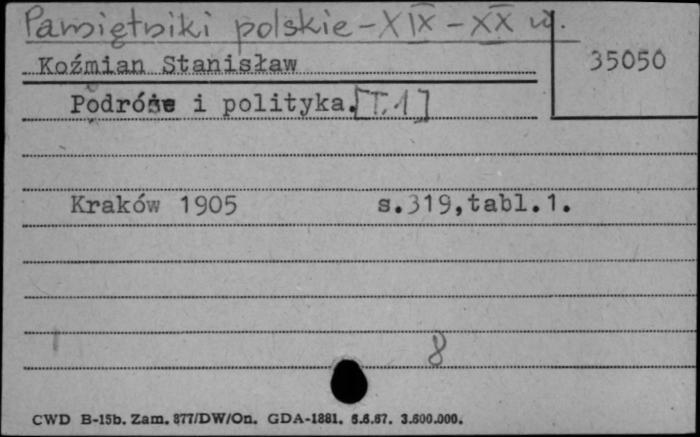 Pamiętniki polskie - XIX - XX w.
Koźmian Stanisław
35050
Podróże i polityka. [T. 1]
Kraków 1905 s.319,tabl.1.
8
CWD B-15b. Zam. 877/DW/On. GDA-1881. 6.6.67. 3.600.000.